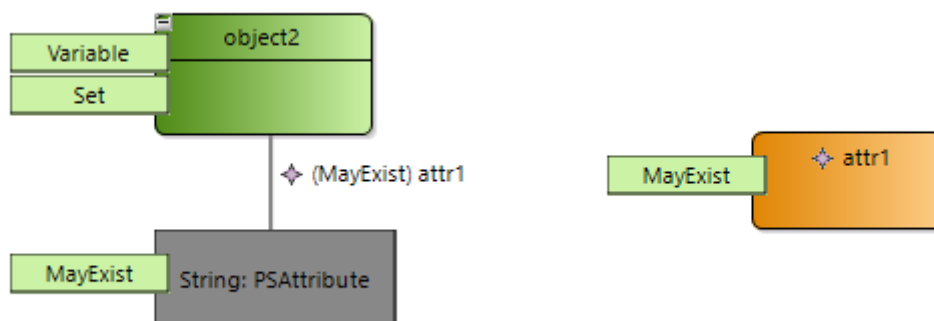 object2
Variable
Set
(MayExist) attr1
MayExist
String: PSAttribute
MayExist
attr1